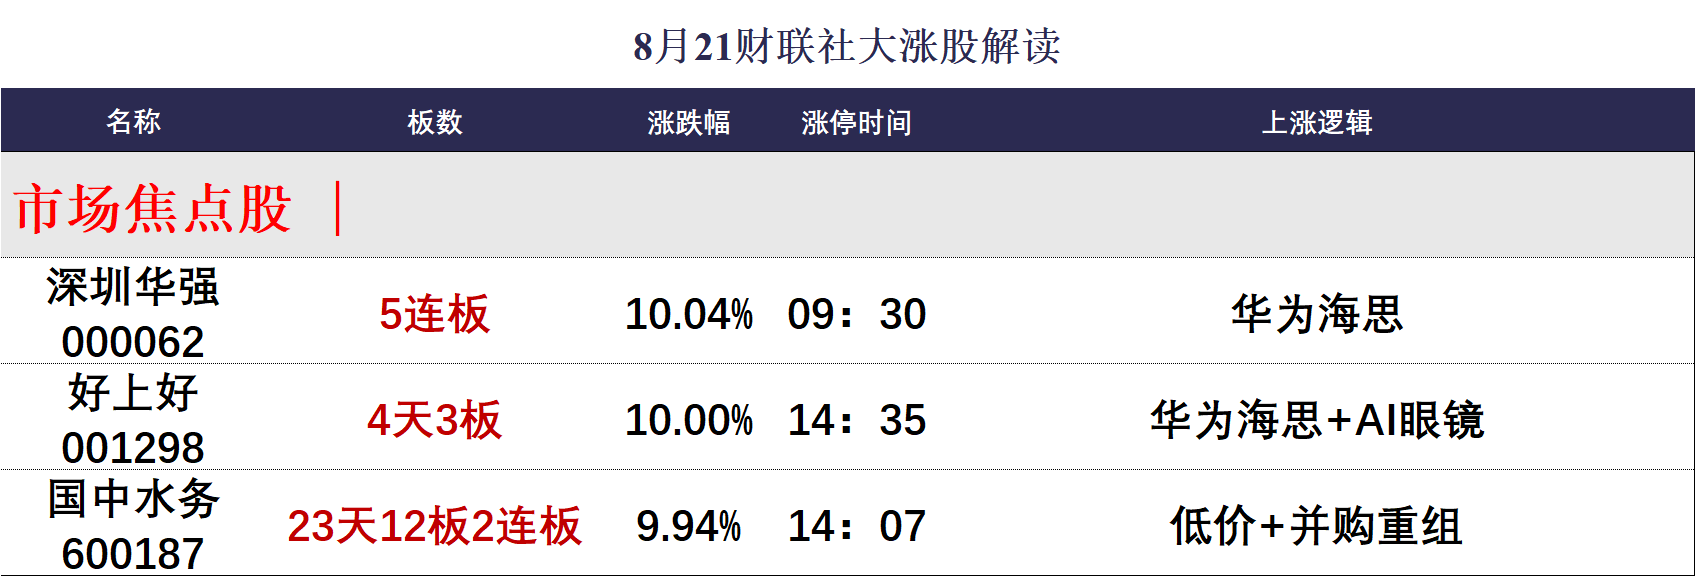 8月21财联社大涨股解读
名称 板数 涨跌幅 涨停时间 上涨逻辑
市场焦点股 |
深圳华强
000062 5连板 10.04% 09：30 华为海思
好上好
001298 4天3板 10.00% 14：35 华为海思+AI眼镜
国中水务
600187 23天12板2连板 9.94% 14：07 低价+并购重组